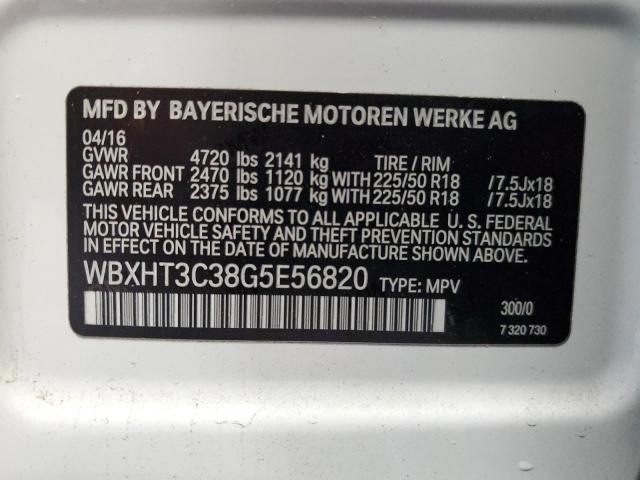 MFD BY BAYERISCHE MOTOREN WERKE AG
04/16
GVWR 4720 lbs 2141 kg TIRE / RIM
GAWR FRONT 2470 lbs 1120 kg WITH 225/50 R18 /7.5Jx18
GAWR REAR 2375 lbs 1077 kg WITH 225/50 R18 /7.5Jx18
THIS VEHICLE CONFORMS TO ALL APPLICABLE U. S. FEDERAL
MOTOR VEHICLE SAFETY AND THEFT PREVENTION STANDARDS
IN EFFECT ON THE DATE OF MANUFACTURE SHOWN ABOVE.
WBXHT3C38G5E56820 TYPE: MPV
300/0
7 320 730